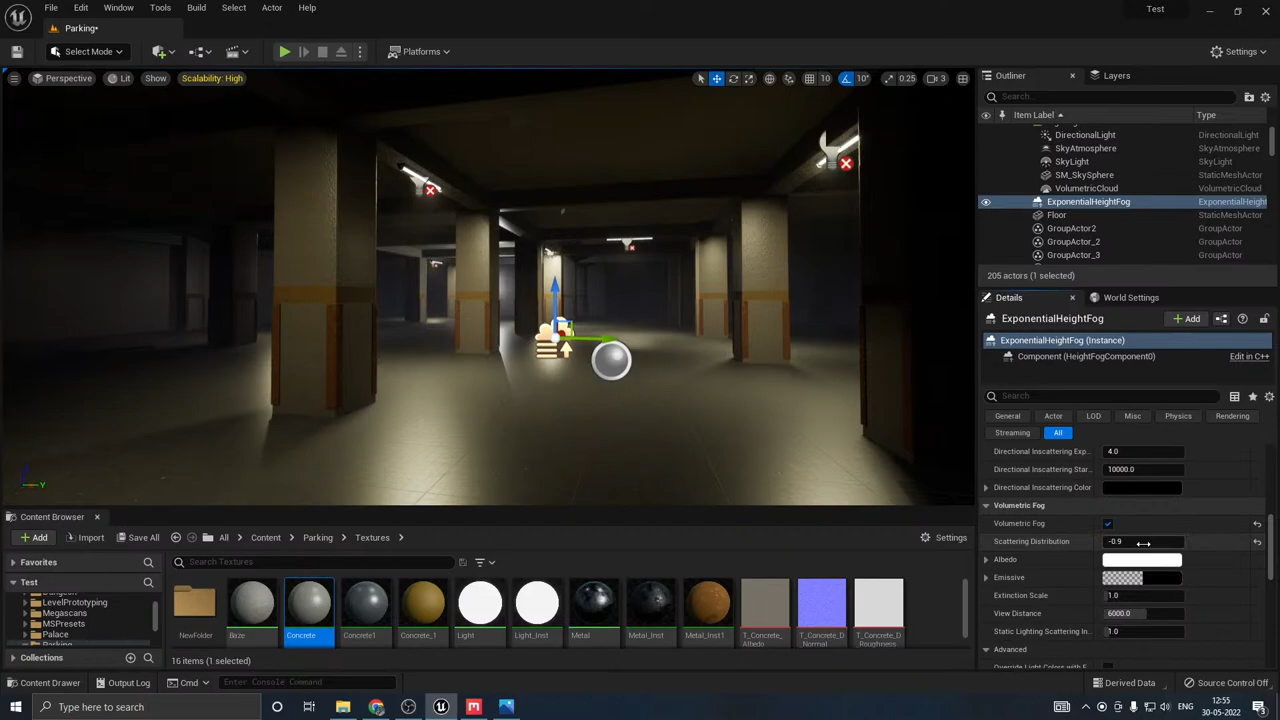 File Edit Window Tools Build Select Actor Help
Test
Parking*
Select Mode
Platforms
Settings
Perspective Lit Show Scalability: High
10 10° 0.25 3
Outliner Layers
Search...
Item Label Type
DirectionalLight DirectionalLight
SkyAtmosphere SkyAtmosphere
SkyLight SkyLight
SM_SkySphere StaticMeshActor
VolumetricCloud VolumetricCloud
ExponentialHeightFog ExponentialHeight
Floor StaticMeshActor
GroupActor2 GroupActor
GroupActor_2 GroupActor
GroupActor_3 GroupActor
205 actors (1 selected)
Details World Settings
ExponentialHeightFog Add
ExponentialHeightFog (Instance)
Component (HeightFogComponent0) Edit in C++
Search
General Actor LOD Misc Physics Rendering
Streaming All
Directional Inscattering Exp... 4.0
Directional Inscattering Star... 10000.0
Directional Inscattering Color
Volumetric Fog
Volumetric Fog
Scattering Distribution -0.9
Albedo
Emissive
Extinction Scale 1.0
View Distance 6000.0
Static Lighting Scattering In... 1.0
Advanced
Y
Content Browser
Add Import Save All All Content Parking Textures Settings
Favorites
Search Textures
Test
LevelPrototyping
Megascans
MSPresets
Palace
NewFolder Baze Concrete Concrete1 Concrete_1 Light Light_Inst Metal Metal_Inst Metal_Inst1 T_Concrete_Albedo T_Concrete_D_Normal T_Concrete_D_Roughness
Collections
16 items (1 selected)
Content Drawer Output Log Cmd Enter Console Command
Derived Data Source Control Off
Type here to search
ENG
12:55
30-05-2022
3